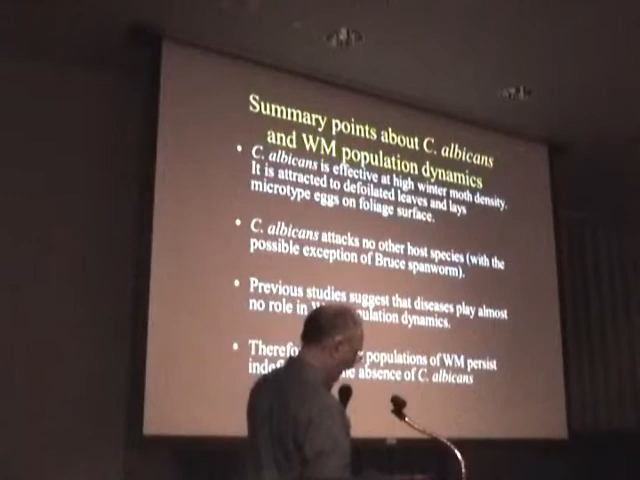 Summary points about C. albicans
and WM population dynamics
• C. albicans is effective at high winter moth density.
It is attracted to defoliated leaves and lays
microtype eggs on foliage surface.
• C. albicans attacks no other host species (with the
possible exception of Bruce spanworm).
• Previous studies suggest that diseases play almost
no role in population dynamics.
• populations of WM persist
absence of C. albicans